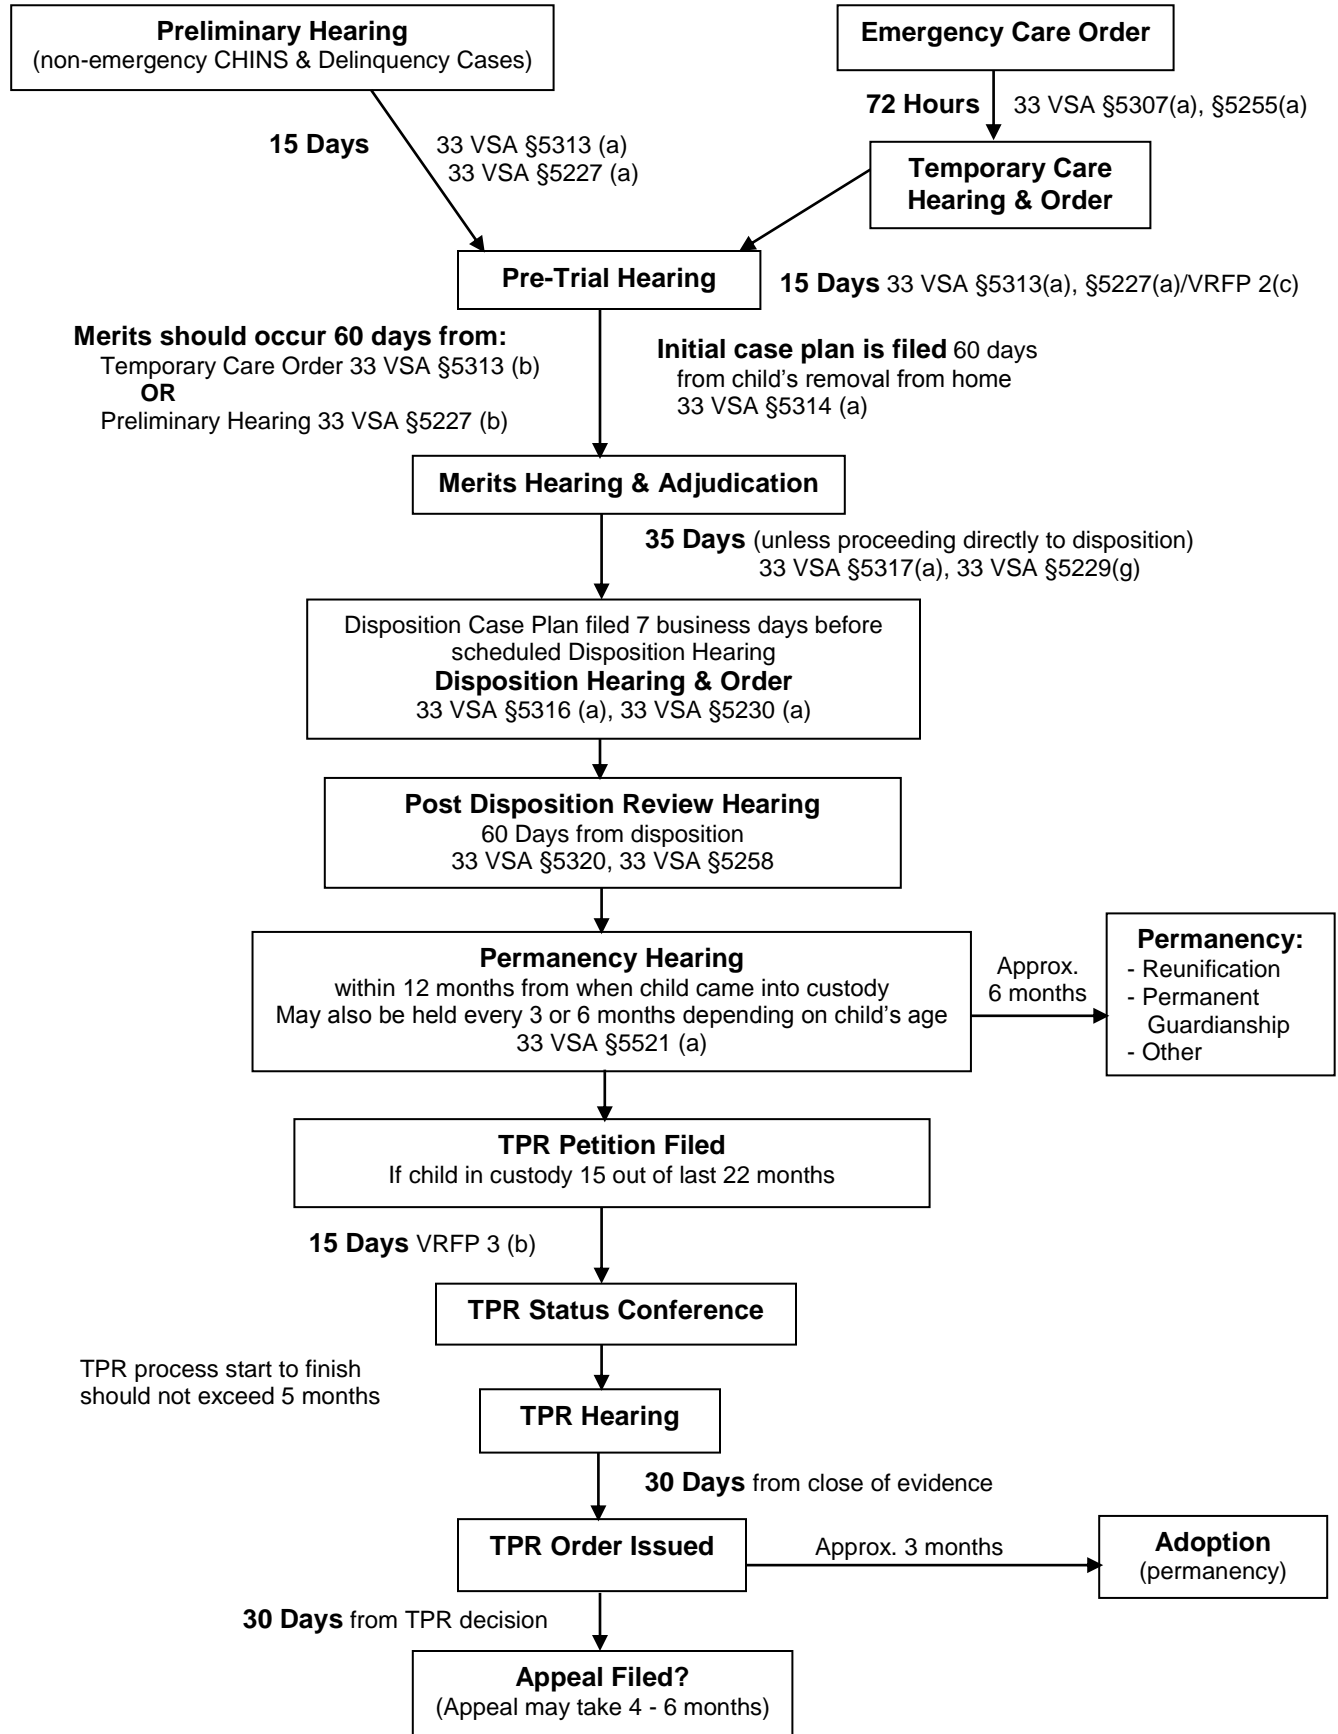 Preliminary Hearing
(non-emergency CHINS & Delinquency Cases)
Emergency Care Order
72 Hours 33 VSA §5307(a), §5255(a)
15 Days 33 VSA §5313 (a)
33 VSA §5227 (a)
Temporary Care
Hearing & Order
Pre-Trial Hearing
15 Days 33 VSA §5313(a), §5227(a)/VRFP 2(c)
Merits should occur 60 days from:
Temporary Care Order 33 VSA §5313 (b)
OR
Preliminary Hearing 33 VSA §5227 (b)
Initial case plan is filed 60 days
from child’s removal from home
33 VSA §5314 (a)
Merits Hearing & Adjudication
35 Days (unless proceeding directly to disposition)
33 VSA §5317(a), 33 VSA §5229(g)
Disposition Case Plan filed 7 business days before
scheduled Disposition Hearing
Disposition Hearing & Order
33 VSA §5316 (a), 33 VSA §5230 (a)
Post Disposition Review Hearing
60 Days from disposition
33 VSA §5320, 33 VSA §5258
Permanency Hearing
within 12 months from when child came into custody
May also be held every 3 or 6 months depending on child’s age
33 VSA §5521 (a)
Approx.
6 months
Permanency:
- Reunification
- Permanent
Guardianship
- Other
TPR Petition Filed
If child in custody 15 out of last 22 months
15 Days VRFP 3 (b)
TPR Status Conference
TPR process start to finish
should not exceed 5 months
TPR Hearing
30 Days from close of evidence
TPR Order Issued
Approx. 3 months
Adoption
(permanency)
30 Days from TPR decision
Appeal Filed?
(Appeal may take 4 - 6 months)